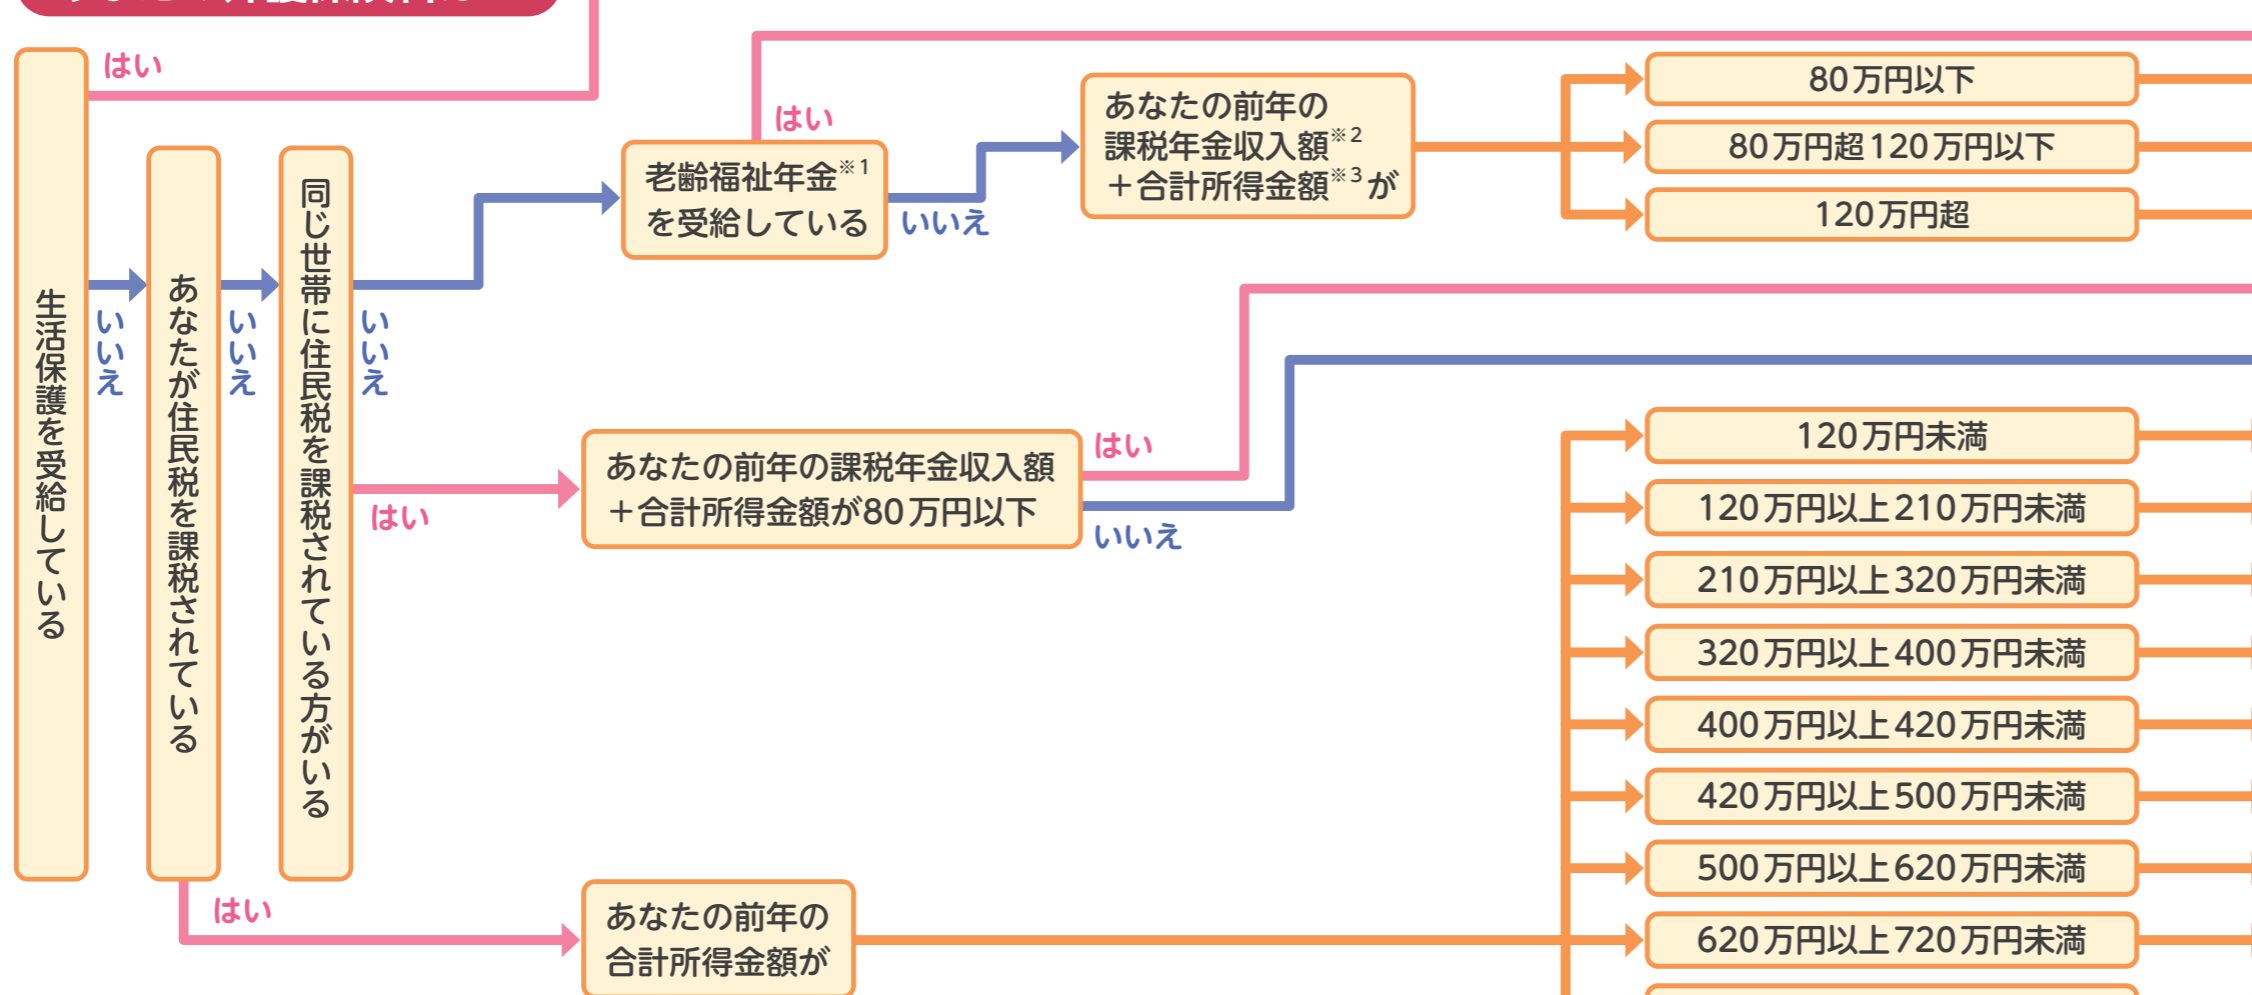 はい
生活保護を受給している
いいえ
あなたが住民税を課税されている
いいえ
同じ世帯に住民税を課税されている方がいる
いいえ
老齢福祉年金※1
を受給している
はい
いいえ
あなたの前年の
課税年金収入額※2
＋合計所得金額※3が
80万円以下
80万円超120万円以下
120万円超
はい
あなたの前年の課税年金収入額
＋合計所得金額が80万円以下
はい
いいえ
はい
あなたの前年の
合計所得金額が
120万円未満
120万円以上210万円未満
210万円以上320万円未満
320万円以上400万円未満
400万円以上420万円未満
420万円以上500万円未満
500万円以上620万円未満
620万円以上720万円未満